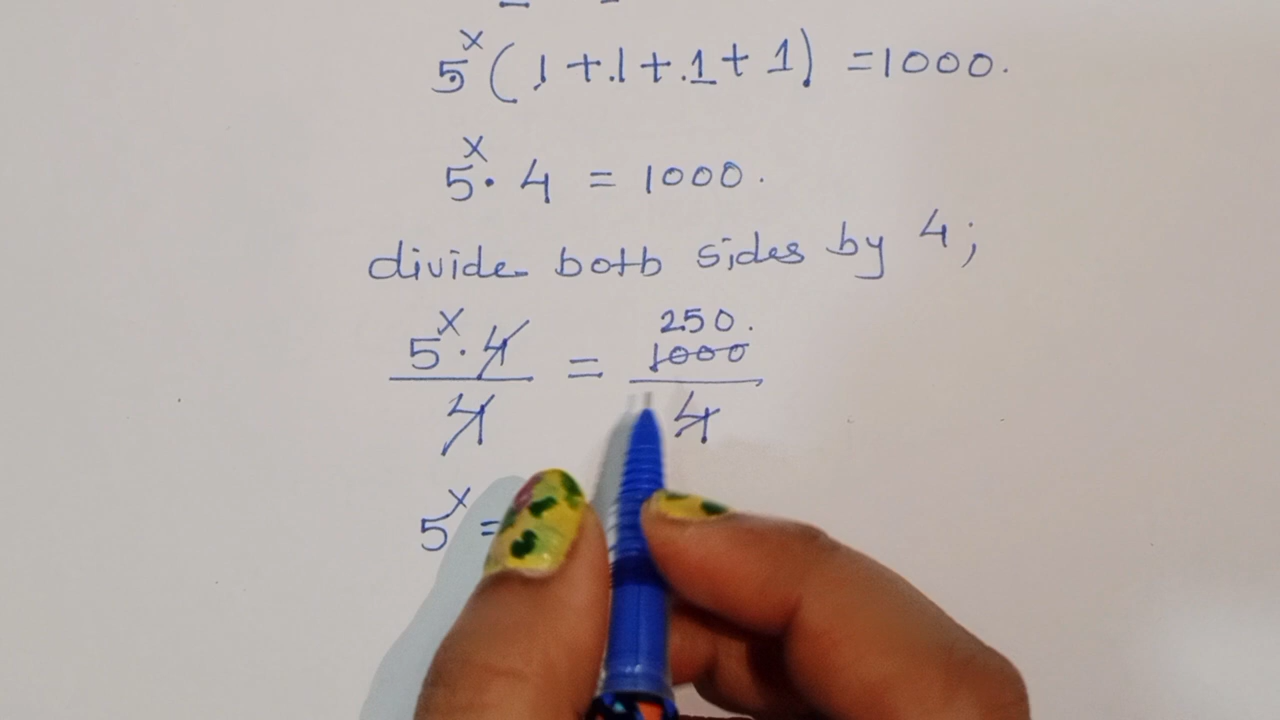 5^x (1 + 1 + 1 + 1) = 1000.
5^x · 4 = 1000.
divide both sides by 4;
250.
5^x · 4 / 4 = 1000 / 4
5^x =